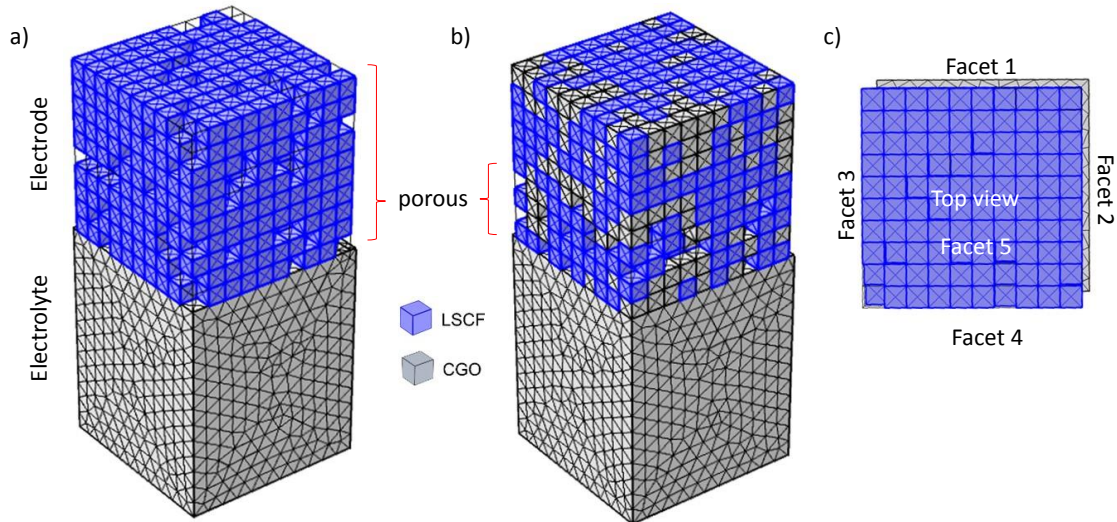 a)
b)
c)
Electrode
Electrolyte
porous
LSCF
CGO
Facet 1
Facet 2
Facet 3
Top view
Facet 5
Facet 4